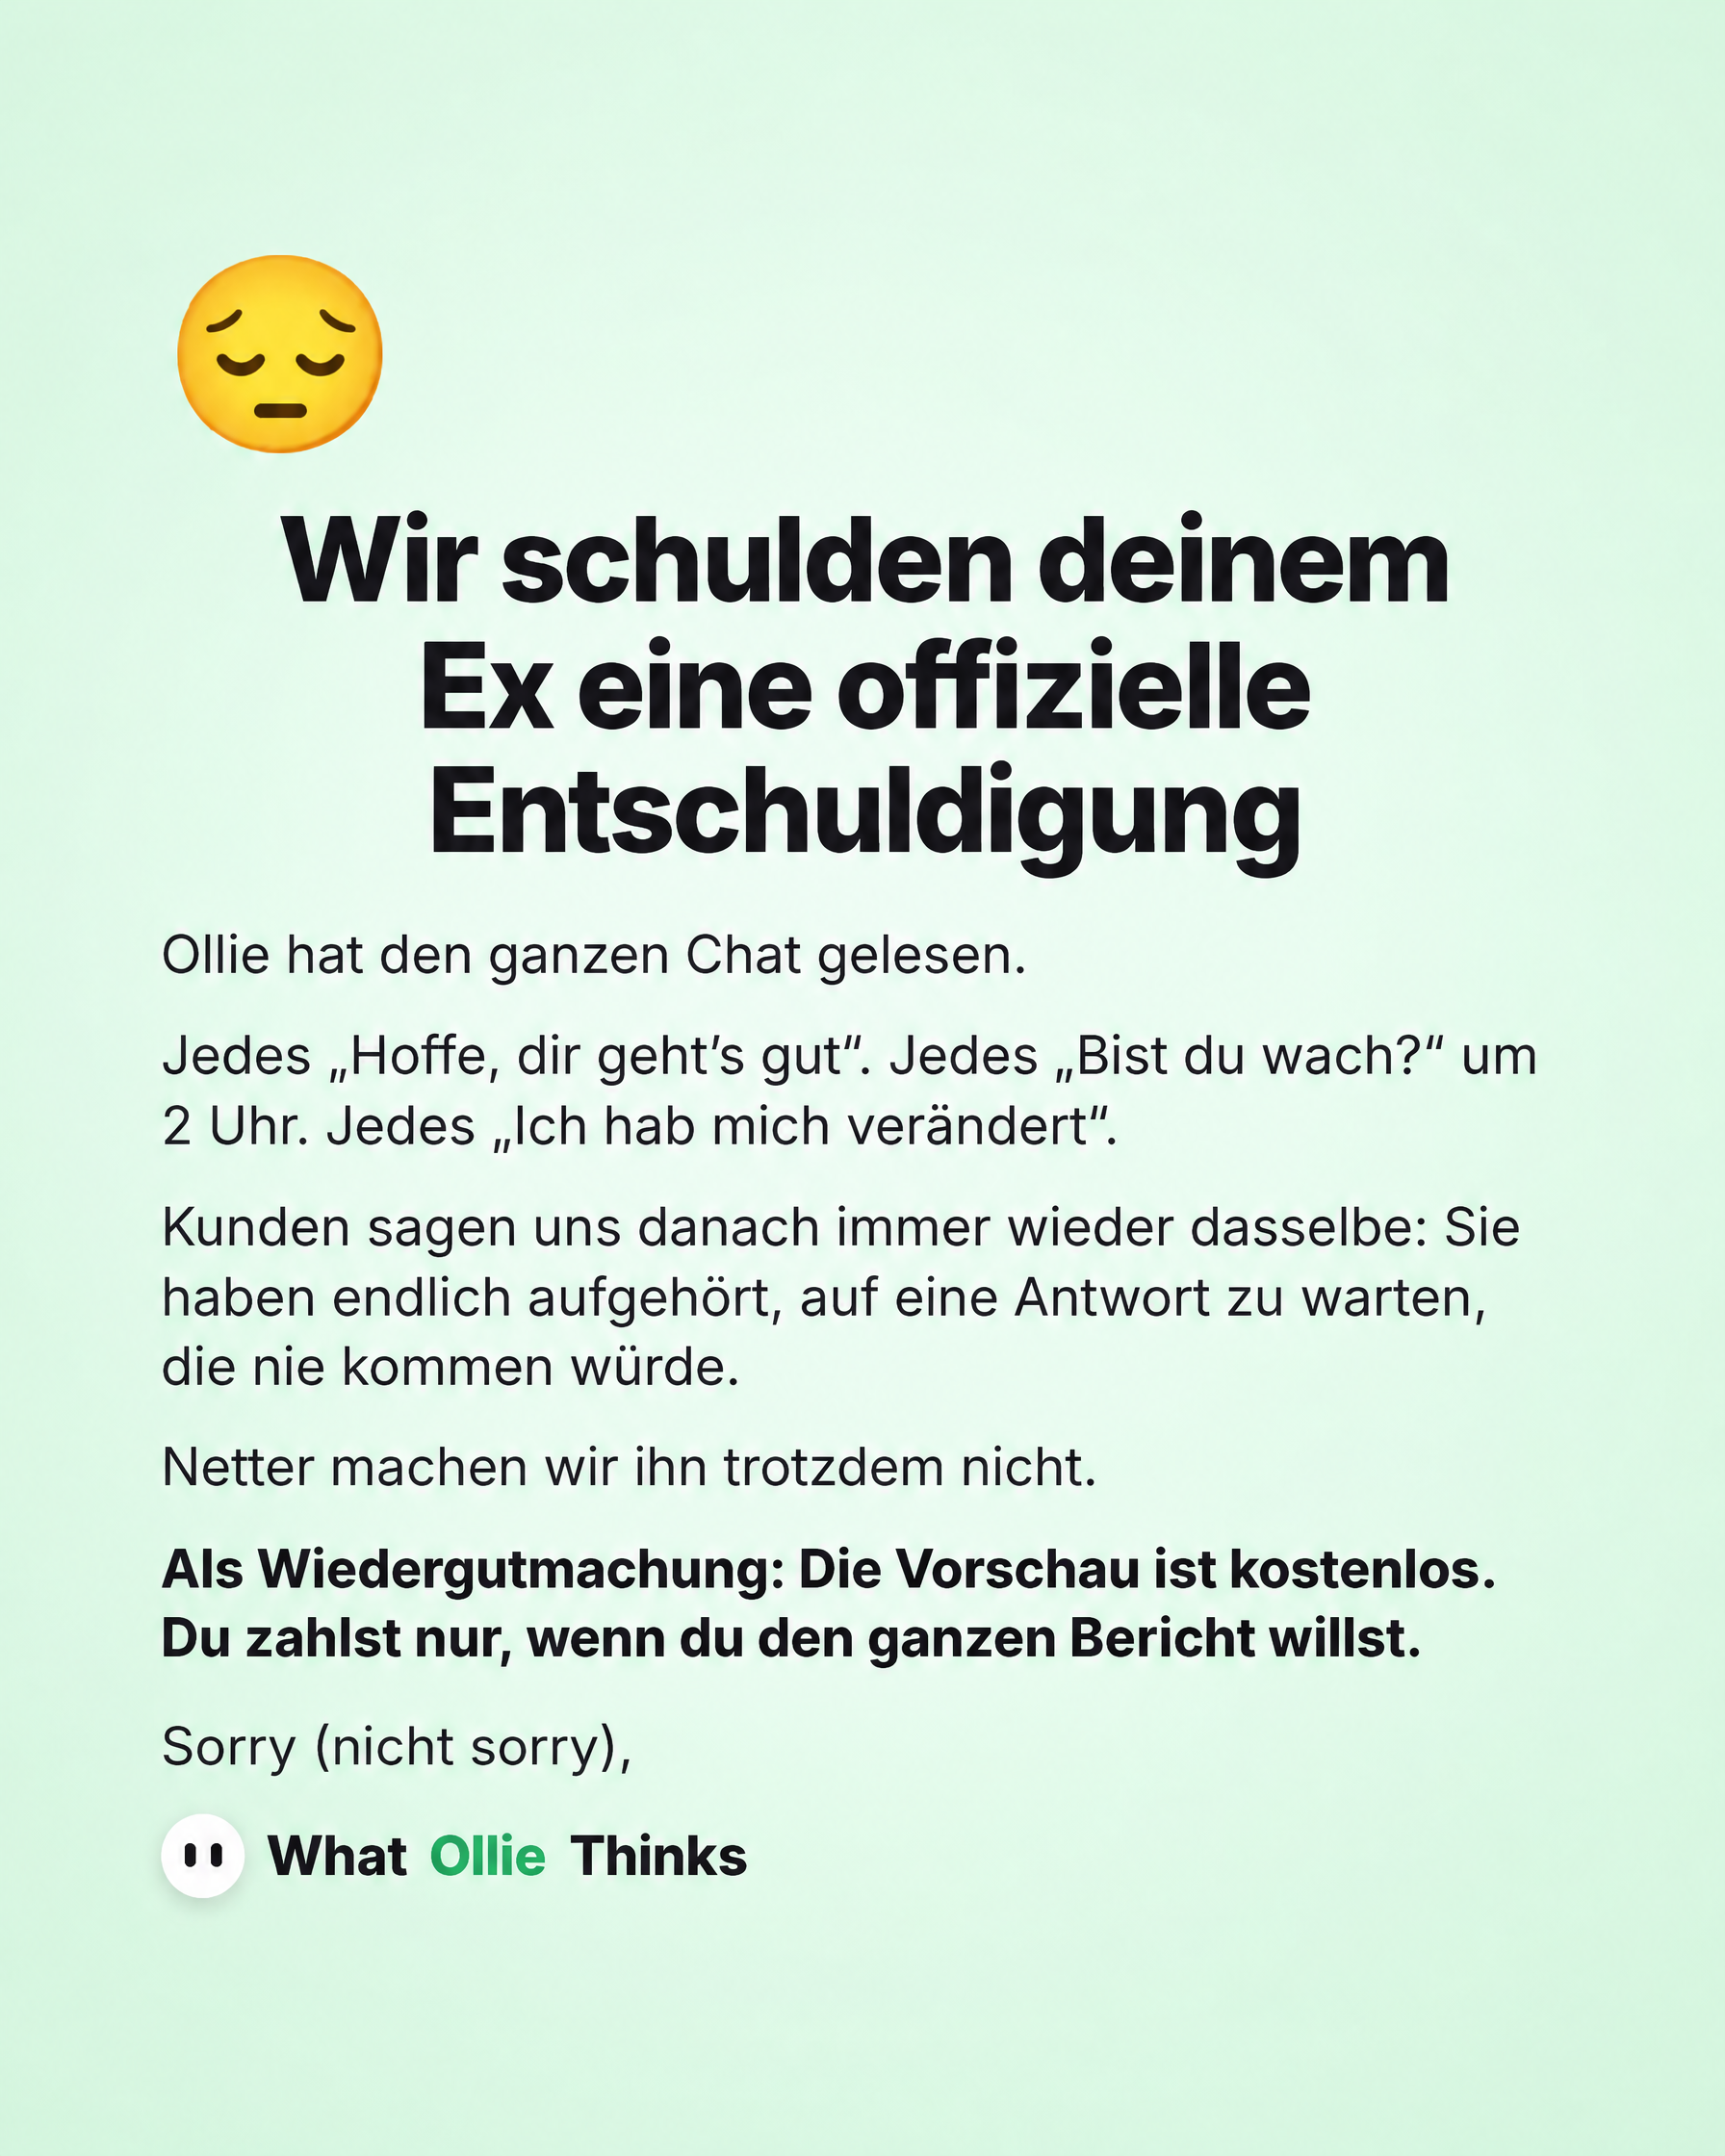 Wir schulden deinem
Ex eine offizielle
Entschuldigung
Ollie hat den ganzen Chat gelesen.
Jedes „Hoffe, dir geht’s gut“. Jedes „Bist du wach?“ um
2 Uhr. Jedes „Ich hab mich verändert“.
Kunden sagen uns danach immer wieder dasselbe: Sie
haben endlich aufgehört, auf eine Antwort zu warten,
die nie kommen würde.
Netter machen wir ihn trotzdem nicht.
Als Wiedergutmachung: Die Vorschau ist kostenlos.
Du zahlst nur, wenn du den ganzen Bericht willst.
Sorry (nicht sorry),
What Ollie Thinks